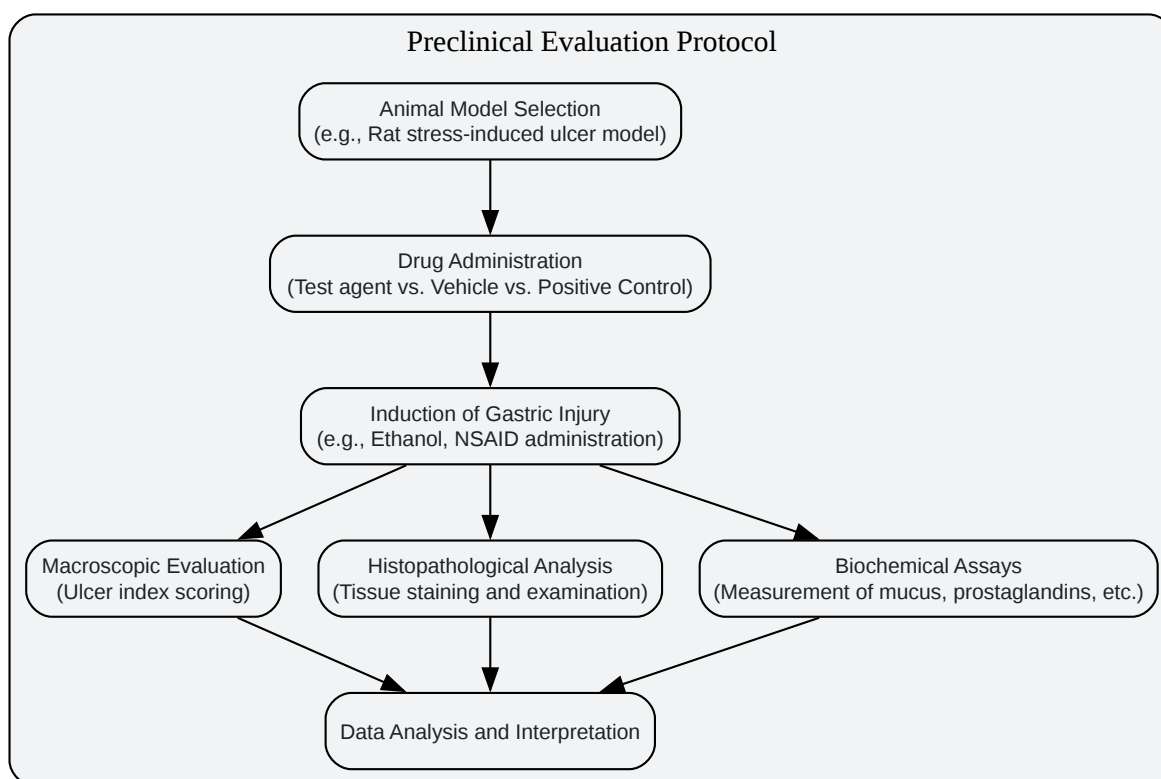 Preclinical Evaluation Protocol
Animal Model Selection
(e.g., Rat stress-induced ulcer model)
Drug Administration
(Test agent vs. Vehicle vs. Positive Control)
Induction of Gastric Injury
(e.g., Ethanol, NSAID administration)
Macroscopic Evaluation
(Ulcer index scoring)
Histopathological Analysis
(Tissue staining and examination)
Biochemical Assays
(Measurement of mucus, prostaglandins, etc.)
Data Analysis and Interpretation